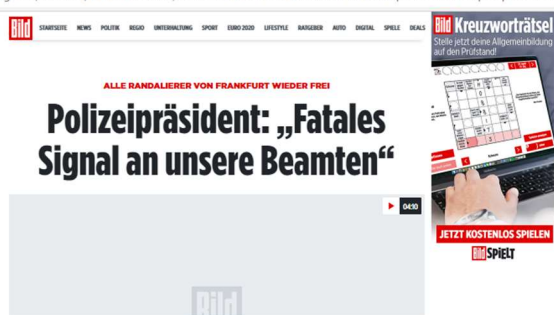 Bild STARTSEITE NEWS POLITIK REGIO UNTERHALTUNG SPORT EURO 2020 LIFESTYLE RATGEBER AUTO DIGITAL SPIELE DEALS
ALLE RANDALIERER VON FRANKFURT WIEDER FREI
Polizeipräsident: „Fatales
Signal an unsere Beamten“
04:10
Bild
Bild Kreuzworträtsel
Stelle jetzt deine Allgemeinbildung
auf den Prüfstand!
JETZT KOSTENLOS SPIELEN
Bild SPIELT